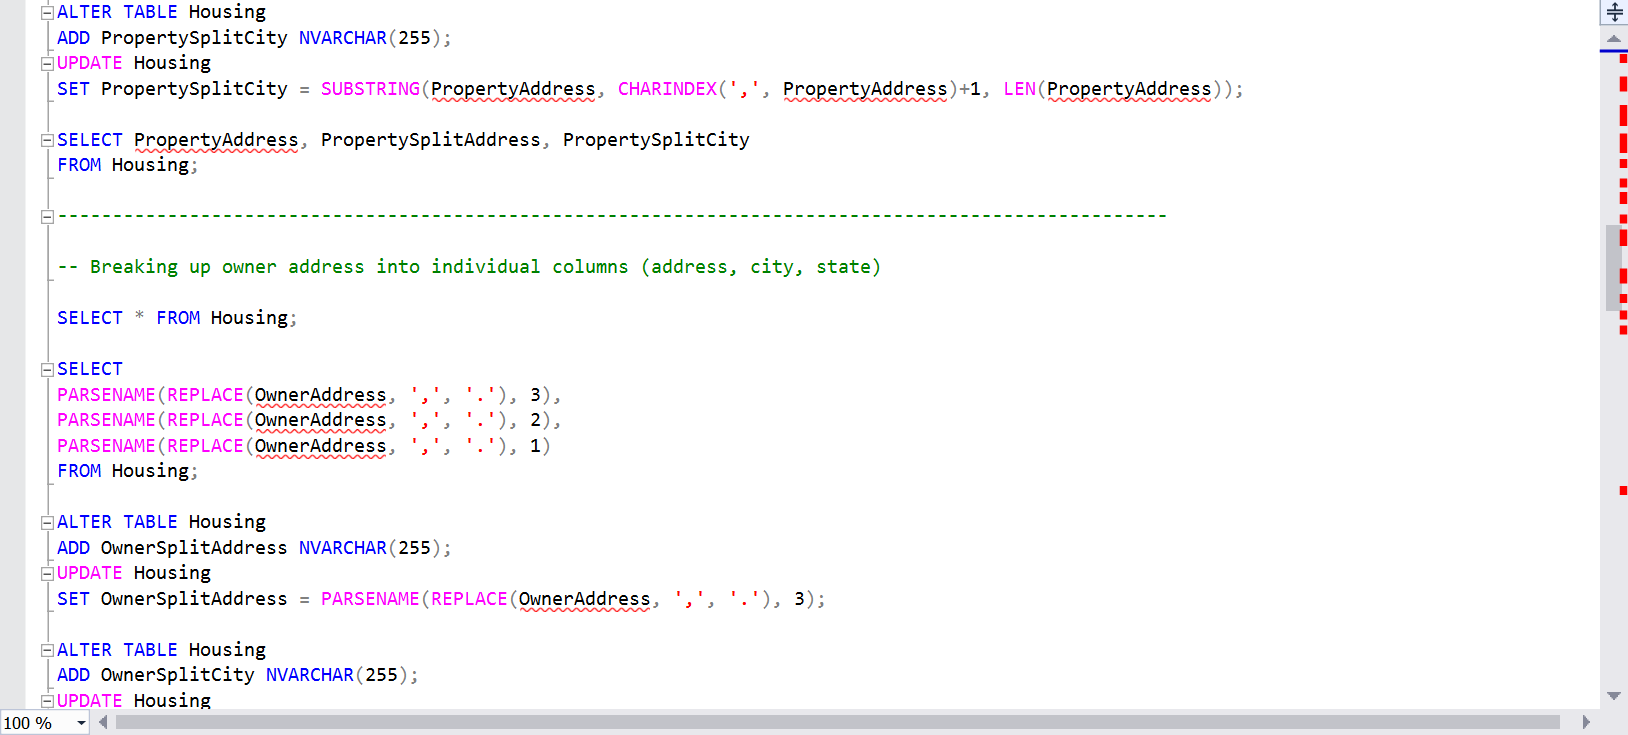 ALTER TABLE Housing
ADD PropertySplitCity NVARCHAR(255);
UPDATE Housing
SET PropertySplitCity = SUBSTRING(PropertyAddress, CHARINDEX(',', PropertyAddress)+1, LEN(PropertyAddress));
SELECT PropertyAddress, PropertySplitAddress, PropertySplitCity
FROM Housing;
-----------------------------------------------------------------------------------------------------
-- Breaking up owner address into individual columns (address, city, state)
SELECT * FROM Housing;
SELECT
PARSENAME(REPLACE(OwnerAddress, ',', '.'), 3),
PARSENAME(REPLACE(OwnerAddress, ',', '.'), 2),
PARSENAME(REPLACE(OwnerAddress, ',', '.'), 1)
FROM Housing;
ALTER TABLE Housing
ADD OwnerSplitAddress NVARCHAR(255);
UPDATE Housing
SET OwnerSplitAddress = PARSENAME(REPLACE(OwnerAddress, ',', '.'), 3);
ALTER TABLE Housing
ADD OwnerSplitCity NVARCHAR(255);
UPDATE Housing
100 %